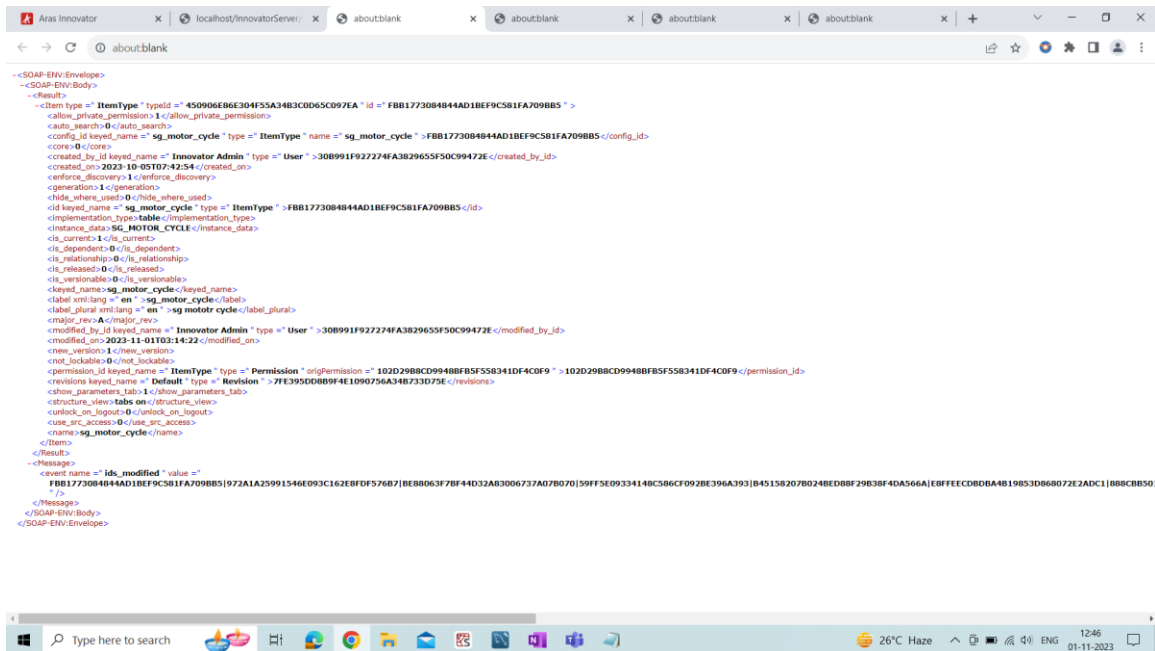 Aras Innovator
localhost/InnovatorServer/
about:blank
about:blank
about:blank
about:blank
about:blank
-<SOAP-ENV:Envelope>
-<SOAP-ENV:Body>
-<Result>
-<Item type =" ItemType " typeId =" 450906E86E304F55A34B3C0D65C097EA " id =" FBB1773084844AD1BEF9C581FA709BB5 " >
<allow_private_permission>1</allow_private_permission>
<auto_search>0</auto_search>
<config_id keyed_name =" sg_motor_cycle " type =" ItemType " name =" sg_motor_cycle " >FBB1773084844AD1BEF9C581FA709BB5</config_id>
<core>0</core>
<created_by_id keyed_name =" Innovator Admin " type =" User " >30B991F927274FA3829655F50C99472E</created_by_id>
<created_on>2023-10-05T07:42:54</created_on>
<enforce_discovery>1</enforce_discovery>
<generation>1</generation>
<hide_where_used>0</hide_where_used>
<id keyed_name =" sg_motor_cycle " type =" ItemType " >FBB1773084844AD1BEF9C581FA709BB5</id>
<implementation_type>table</implementation_type>
<instance_data>SG_MOTOR_CYCLE</instance_data>
<is_current>1</is_current>
<is_dependent>0</is_dependent>
<is_relationship>0</is_relationship>
<is_released>0</is_released>
<is_versionable>0</is_versionable>
<keyed_name>sg_motor_cycle</keyed_name>
<label xml:lang =" en " >sg_motor_cycle</label>
<label_plural xml:lang =" en " >sg mototr cycle</label_plural>
<major_rev>A</major_rev>
<modified_by_id keyed_name =" Innovator Admin " type =" User " >30B991F927274FA3829655F50C99472E</modified_by_id>
<modified_on>2023-11-01T03:14:22</modified_on>
<new_version>1</new_version>
<not_lockable>0</not_lockable>
<permission_id keyed_name =" ItemType " type =" Permission " origPermission =" 102D29B8CD9948BFB5F558341DF4C0F9 " >102D29B8CD9948BFB5F558341DF4C0F9</permission_id>
<revisions keyed_name =" Default " type =" Revision " >7FE395DD8B9F4E1090756A34B733D75E</revisions>
<show_parameters_tab>1</show_parameters_tab>
<structure_view>tabs on</structure_view>
<unlock_on_logout>0</unlock_on_logout>
<use_src_access>0</use_src_access>
<name>sg_motor_cycle</name>
</Item>
</Result>
-<Message>
<event name =" ids_modified " value ="
FBB1773084844AD1BEF9C581FA709BB5|972A1A25991546E093C162E8FDF576B7|BE88063F7BF44D32A83006737A07B070|59FF5E09334148C586CF092BE396A393|B45158207B024BED88F29B38F4DA566A|E8FFEECDBDBA4B19853D868072E2ADC1|888CBB50
" />
</Message>
</SOAP-ENV:Body>
</SOAP-ENV:Envelope>
Type here to search
26°C Haze
ENG
12:46
01-11-2023